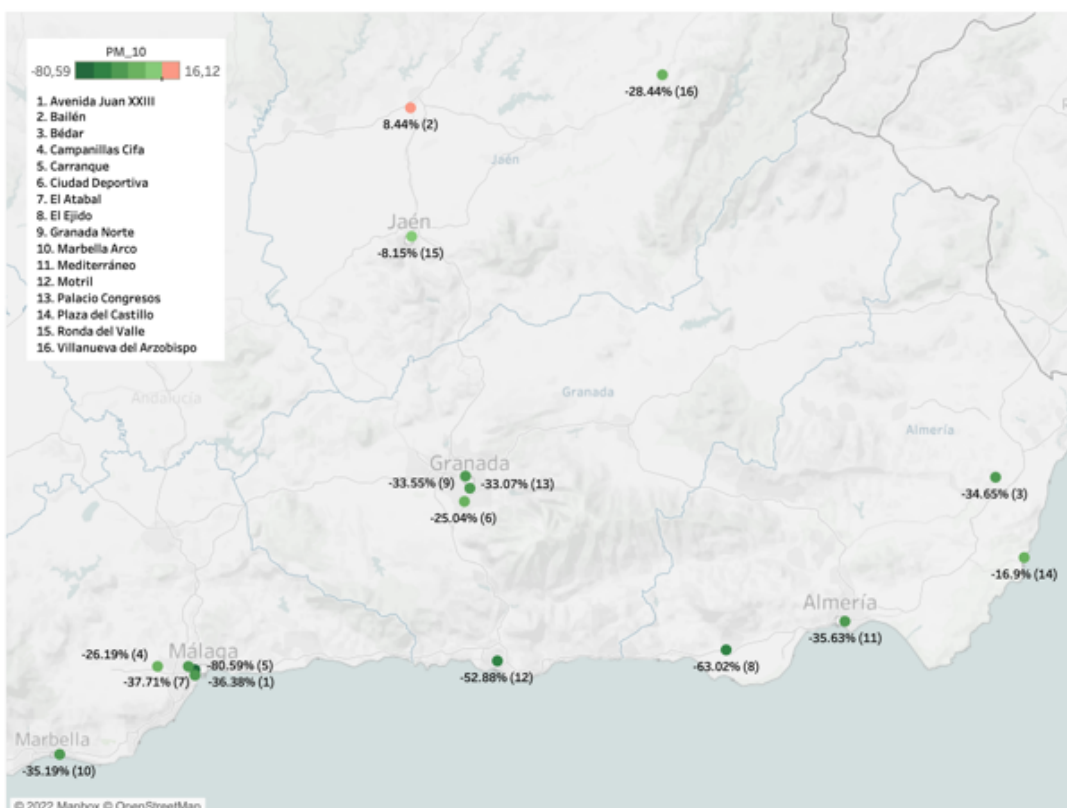 PM_10
-80,59 16,12
1. Avenida Juan XXIII
2. Bailén
3. Bédar
4. Campanillas Cifa
5. Carranque
6. Ciudad Deportiva
7. El Atabal
8. El Ejido
9. Granada Norte
10. Marbella Arco
11. Mediterráneo
12. Motril
13. Palacio Congresos
14. Plaza del Castillo
15. Ronda del Valle
16. Villanueva del Arzobispo
-28.44% (16)
8.44% (2)
Jaén
Jaén
-8.15% (15)
Andalucía
Granada
Almería
Granada
-33.55% (9) -33.07% (13)
-25.04% (6)
-34.65% (3)
-16.9% (14)
Almería
-35.63% (11)
Málaga
-26.19% (4) -80.59% (5)
-37.71% (7) -36.38% (1)
-52.88% (12)
-63.02% (8)
Marbella
-35.19% (10)
© 2022 Mapbox © OpenStreetMap